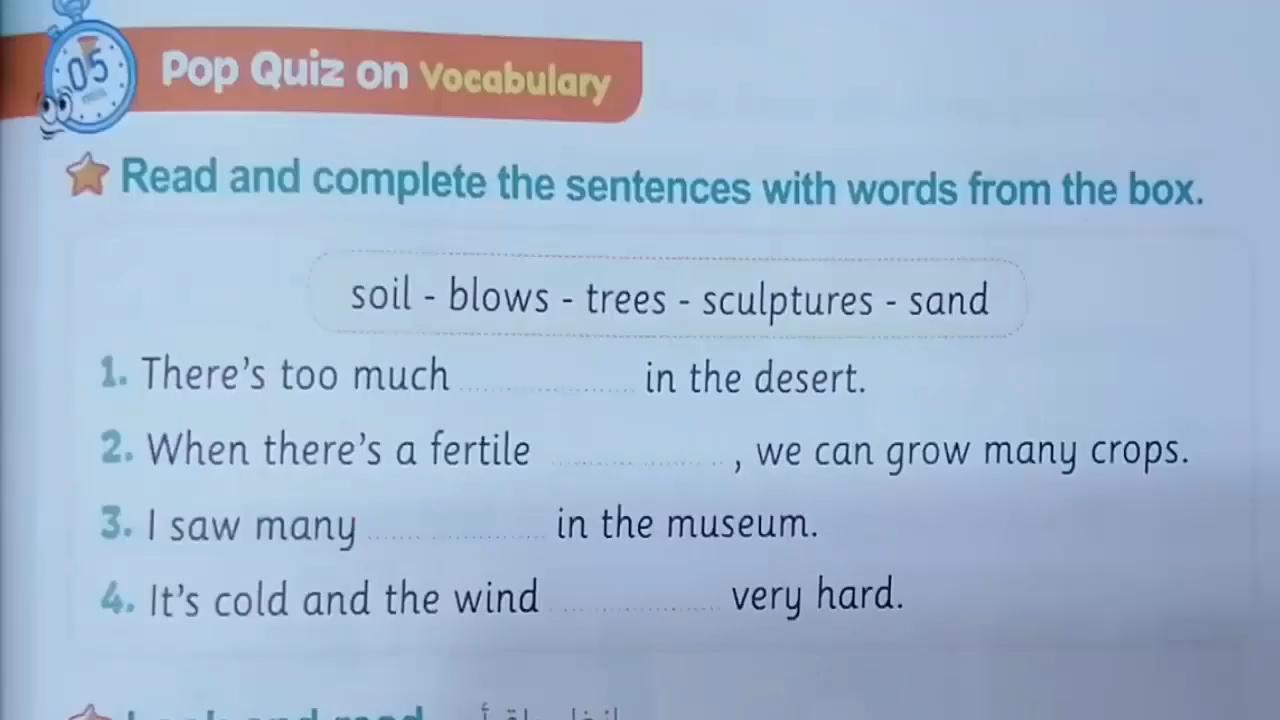 05
Pop Quiz on Vocabulary
Read and complete the sentences with words from the box.
soil - blows - trees - sculptures - sand
1. There's too much ............ in the desert.
2. When there's a fertile ............ , we can grow many crops.
3. I saw many ............ in the museum.
4. It's cold and the wind ............ very hard.